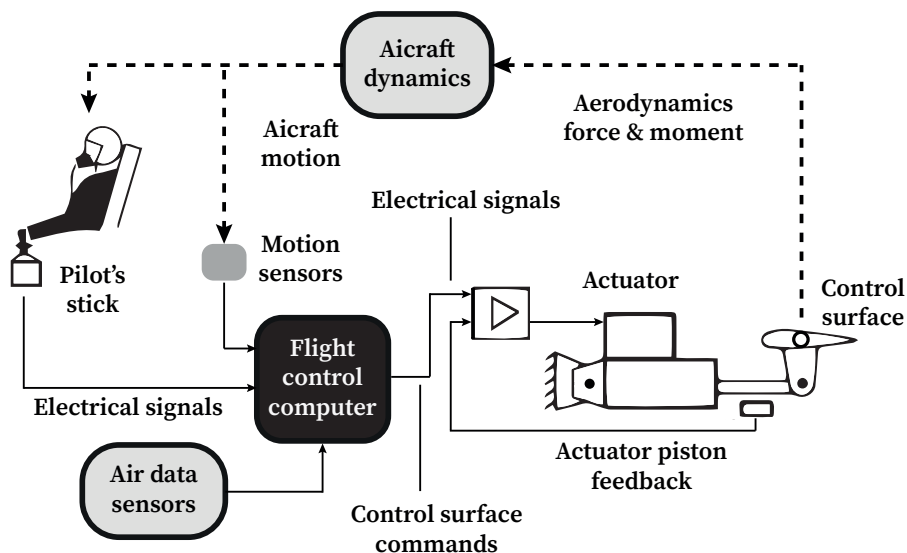 Aicraft
dynamics
Aerodynamics
force & moment
Aicraft
motion
Electrical signals
Motion
sensors
Pilot's
stick
Actuator
Control
surface
Flight
control
computer
Electrical signals
Actuator piston
feedback
Air data
sensors
Control surface
commands